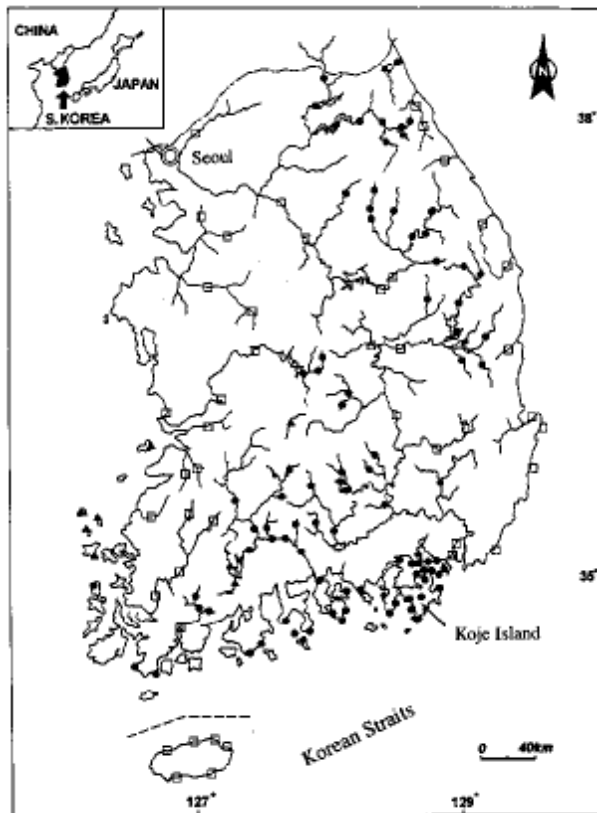 CHINA
JAPAN
S. KOREA
N
38°
Seoul
35°
Koje Island
Korean Straits
0 40km
127°
129°